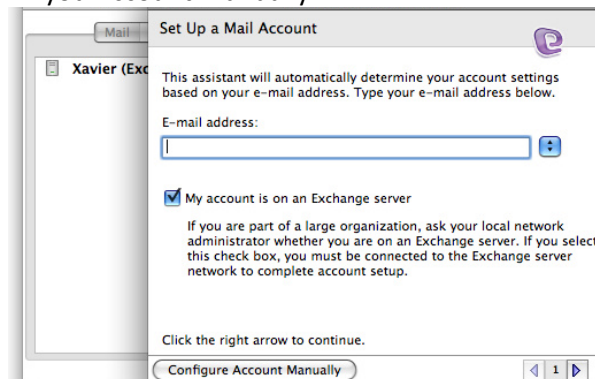 Mail
Set Up a Mail Account
Xavier (Exc
This assistant will automatically determine your account settings
based on your e-mail address. Type your e-mail address below.
E-mail address:
My account is on an Exchange server
If you are part of a large organization, ask your local network
administrator whether you are on an Exchange server. If you select
this check box, you must be connected to the Exchange server
network to complete account setup.
Click the right arrow to continue.
Configure Account Manually
1